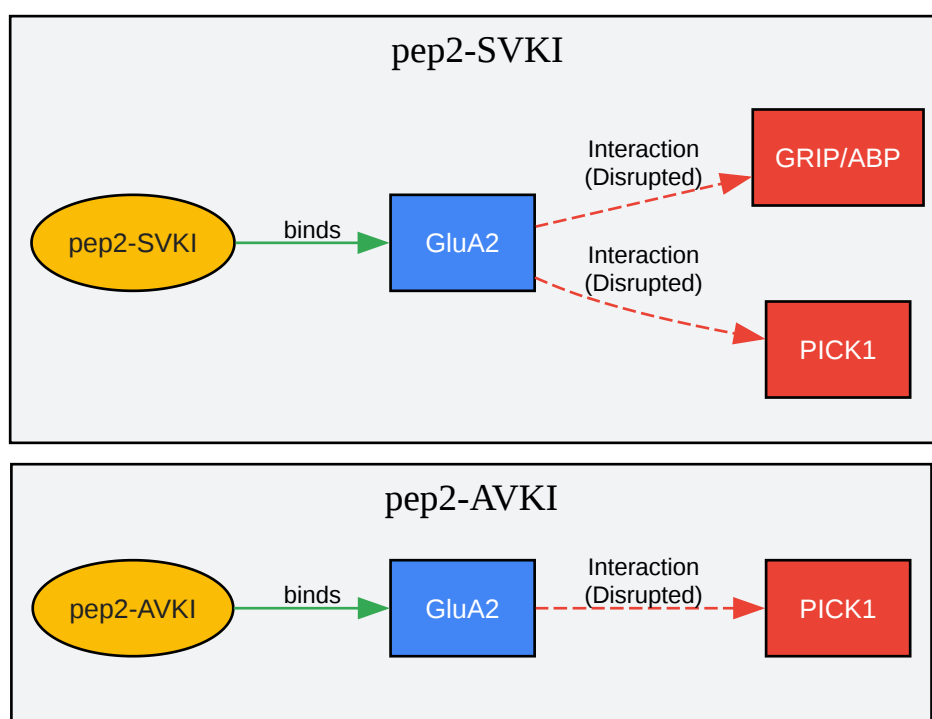 pep2-SVKI
Interaction
(Disrupted)
GRIP/ABP
pep2-SVKI
binds
GluA2
Interaction
(Disrupted)
PICK1
pep2-AVKI
pep2-AVKI
binds
GluA2
Interaction
(Disrupted)
PICK1